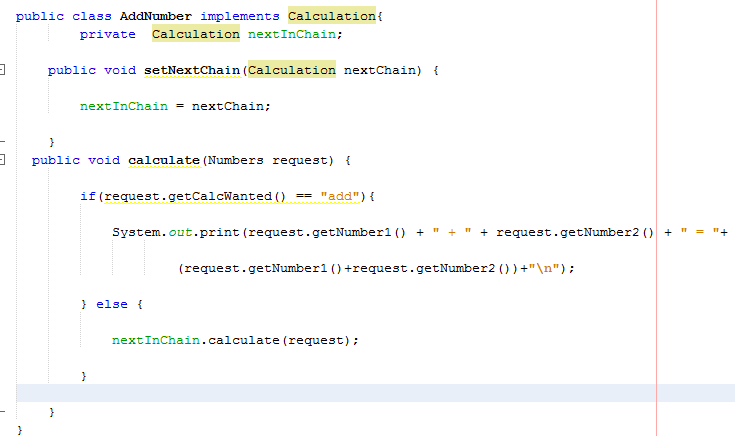 public class AddNumber implements Calculation{
private  Calculation nextInChain;
public void setNextChain(Calculation nextChain) {
nextInChain = nextChain;
}
public void calculate(Numbers request) {
if(request.getCalcWanted() == "add"){
System.out.print(request.getNumber1() + " + " + request.getNumber2() + " = "+
(request.getNumber1()+request.getNumber2())+"\n");
} else {
nextInChain.calculate(request);
}
}
}